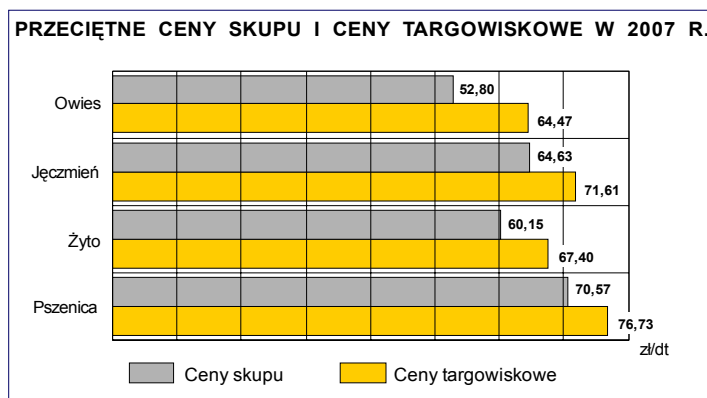 PRZECIĘTNE CENY SKUPU I CENY TARGOWISKOWE W 2007 R.
Owies
52,80
64,47
Jęczmień
64,63
71,61
Żyto
60,15
67,40
Pszenica
70,57
76,73
zł/dt
Ceny skupu
Ceny targowiskowe